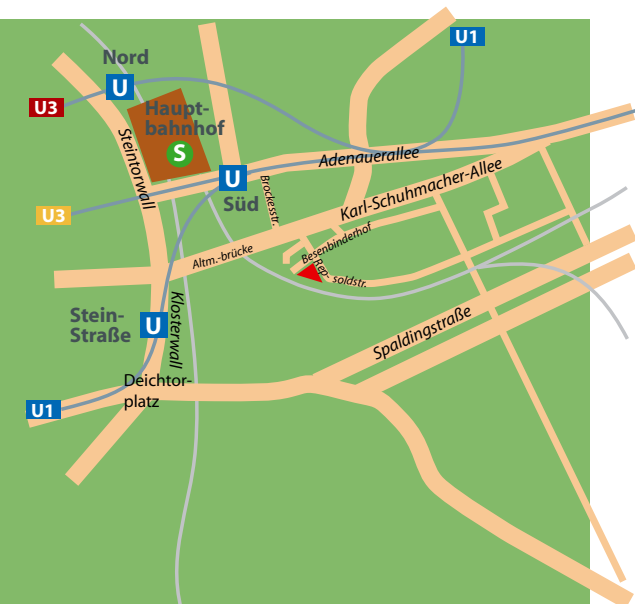 U1
Nord
U
U3
Haupt-
bahnhof
S
Steintorwall
Adenauerallee
Karl-Schuhmacher-Allee
U
Süd
Brockesstr.
U3
Besenbinderhof
Altm.-brücke
Rep- soldstr.
Klosterwall
Stein-
Straße
U
Spaldingstraße
Deichtor-
platz
U1